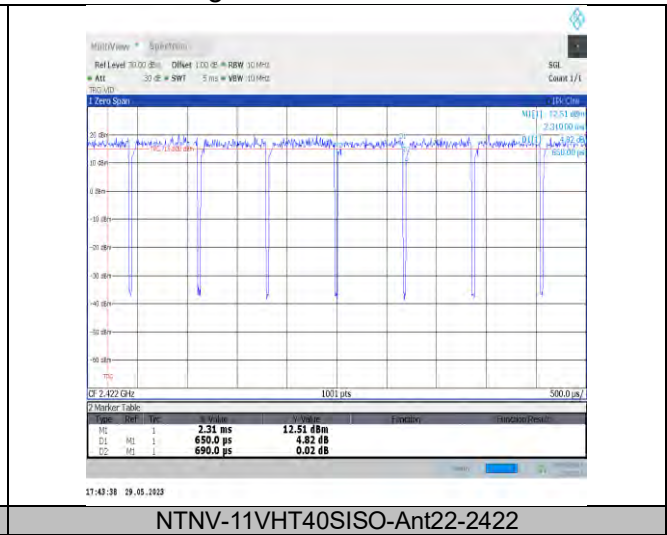 MultiView Spectrum
Ref Level 30.00 dBm Offset 1.00 dB RBW 10 MHz SGL
Att 30 dB SWT 5 ms VBW 10 MHz Count 1/1
TRG:VID
1 Zero Span 1Pk Clrw
M1[1] 12.51 dBm
2.31000 ms
D1[1] 4.82 dB
650.00 µs
20 dBm
10 dBm
0 dBm
-10 dBm
-20 dBm
-30 dBm
-40 dBm
-50 dBm
-60 dBm
TRG
CF 2.422 GHz 1001 pts 500.0 µs/
2 Marker Table
Type Ref Trc X-Value Y-Value Function Function Result
M1 1 2.31 ms 12.51 dBm
D1 M1 1 650.0 µs 4.82 dB
D2 M1 1 690.0 µs 0.02 dB
17:43:38 29.05.2023
NTNV-11VHT40SISO-Ant22-2422